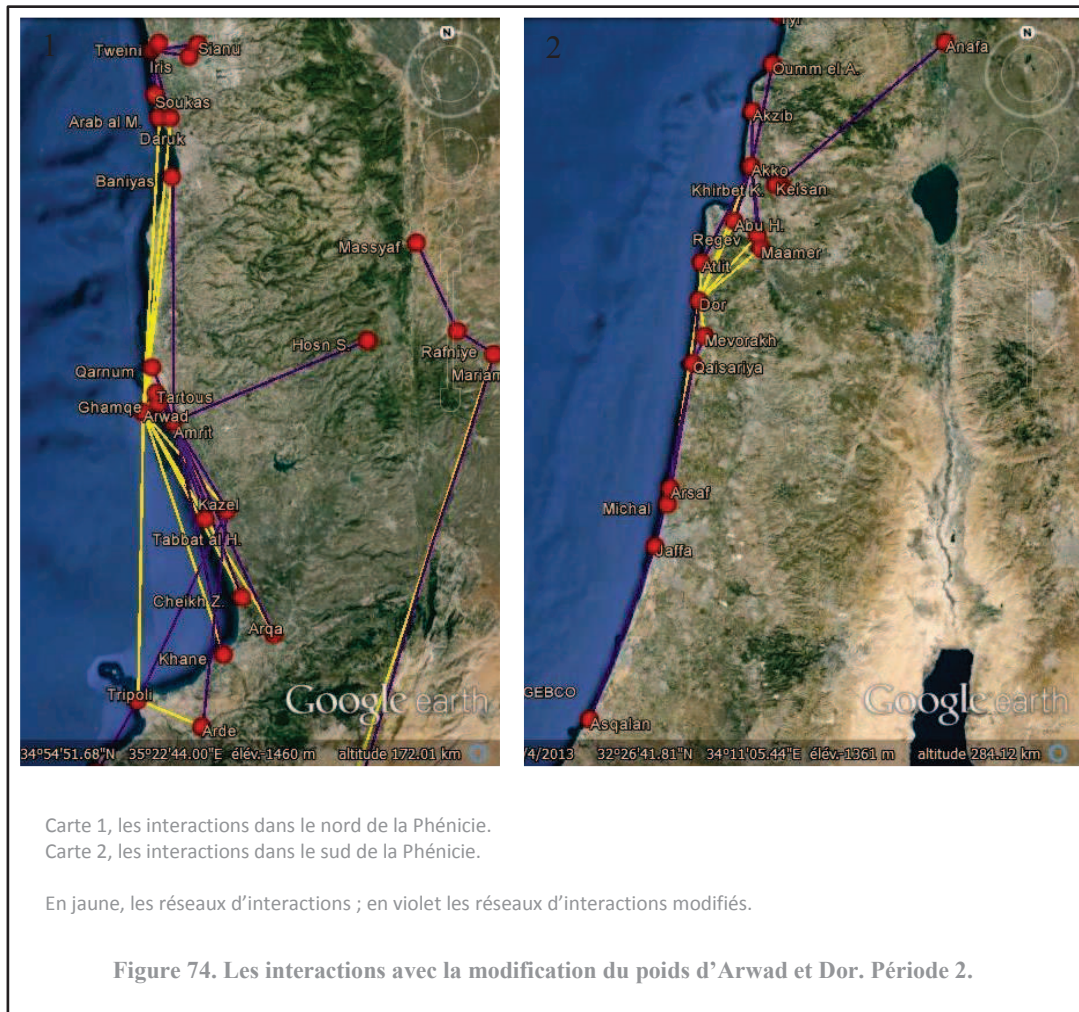 1
N
Tweini
Sianu
Iris
Soukas
Arab al M.
Daruk
Baniyas
Massyaf
Hosn S.
Rafniye
Mariam
Qarnum
Tartous
Ghamqe
Arwad
Amrit
Kazel
Tabbat al H.
Cheikh Z.
Arqa
Khane
Tripoli
Arde
Google earth
34°54'51.68"N 35°22'44.00"E élév.-1460 m altitude 172.01 km
2
N
Tyr
Anafa
Oumm el A.
Akzib
Akko
Khirbet K.
Keisan
Abu H.
Regev
Maamer
Atlit
Dor
Mevorakh
Qaisariya
Arsaf
Michal
Jaffa
GEBCO
Asqalan
Google earth
/4/2013 32°26'41.81"N 34°11'05.44"E élév.-1361 m altitude 284.12 km
Carte 1, les interactions dans le nord de la Phénicie.
Carte 2, les interactions dans le sud de la Phénicie.
En jaune, les réseaux d'interactions ; en violet les réseaux d'interactions modifiés.
Figure 74. Les interactions avec la modification du poids d'Arwad et Dor. Période 2.